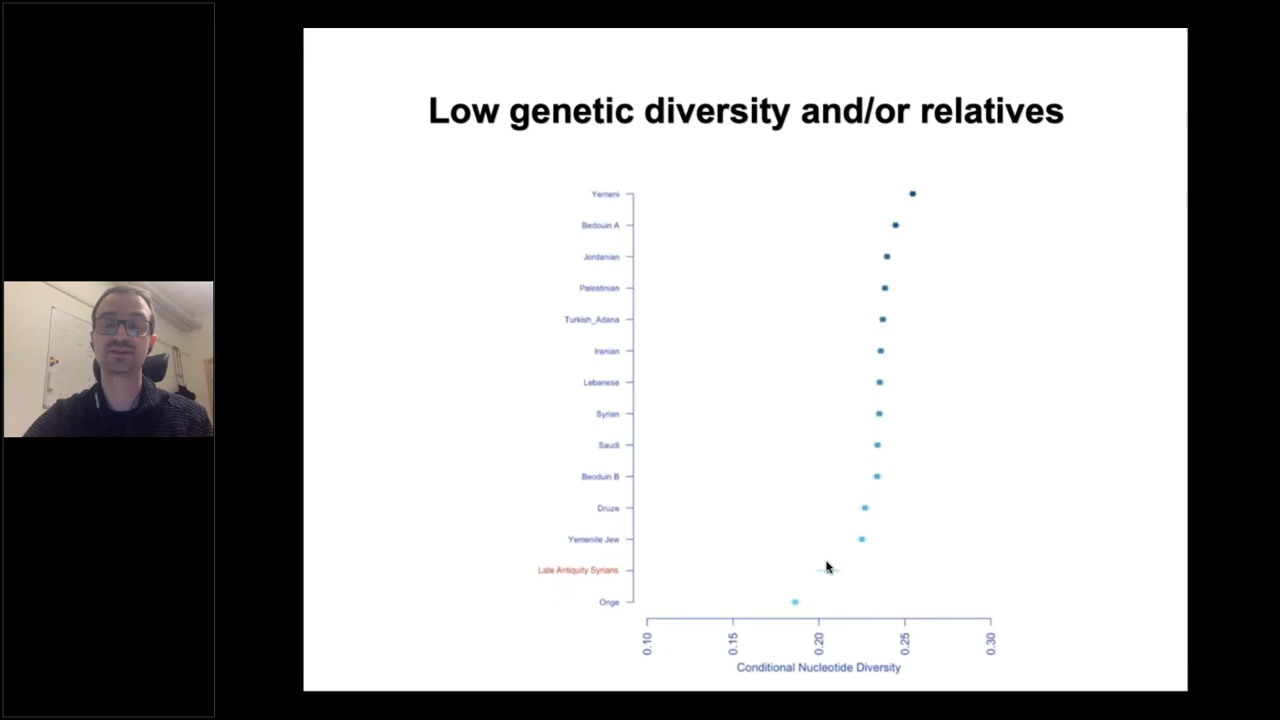 Low genetic diversity and/or relatives
Yemeni
Bedouin A
Jordanian
Palestinian
Turkish_Adana
Iranian
Lebanese
Syrian
Saudi
Beoduin B
Druze
Yemenite Jew
Late Antiquity Syrians
Onge
0.10
0.15
0.20
0.25
0.30
Conditional Nucleotide Diversity